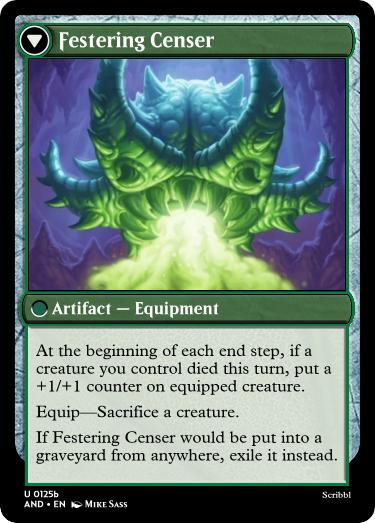 Festering Censer
Artifact — Equipment
At the beginning of each end step, if a
creature you control died this turn, put a
+1/+1 counter on equipped creature.
Equip—Sacrifice a creature.
If Festering Censer would be put into a
graveyard from anywhere, exile it instead.
U 0125b
Scribbl
AND • EN Mike Sass